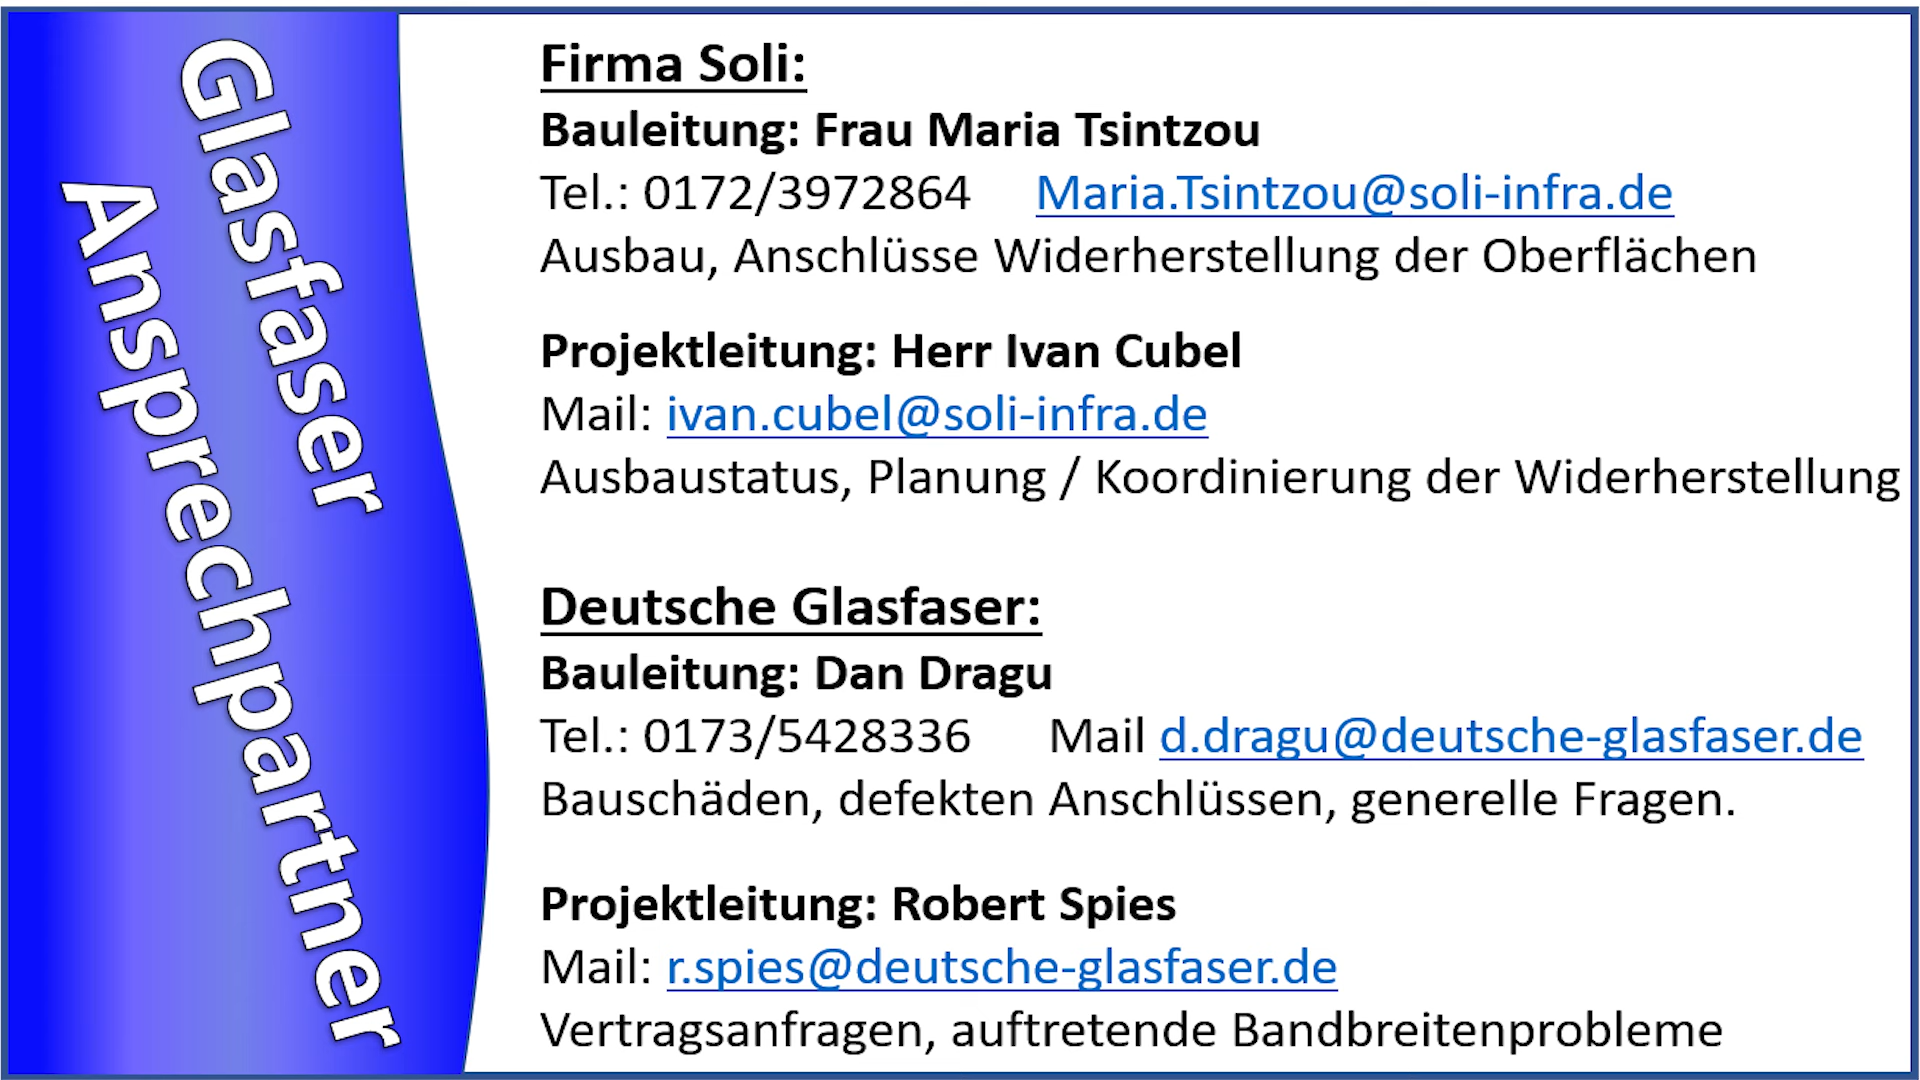 Glasfaser
Ansprechpartner
Firma Soli:
Bauleitung: Frau Maria Tsintzou
Tel.: 0172/3972864 Maria.Tsintzou@soli-infra.de
Ausbau, Anschlüsse Widerherstellung der Oberflächen
Projektleitung: Herr Ivan Cubel
Mail: ivan.cubel@soli-infra.de
Ausbaustatus, Planung / Koordinierung der Widerherstellung
Deutsche Glasfaser:
Bauleitung: Dan Dragu
Tel.: 0173/5428336 Mail d.dragu@deutsche-glasfaser.de
Bauschäden, defekten Anschlüssen, generelle Fragen.
Projektleitung: Robert Spies
Mail: r.spies@deutsche-glasfaser.de
Vertragsanfragen, auftretende Bandbreitenprobleme